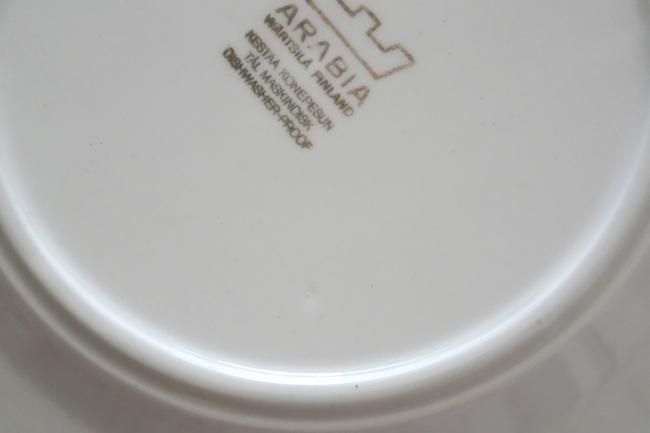 ARABIA
WÄRTSILÄ FINLAND
KESTÄÄ KONEPESUN
TÅL MASKINDISK
DISHWASHER-PROOF